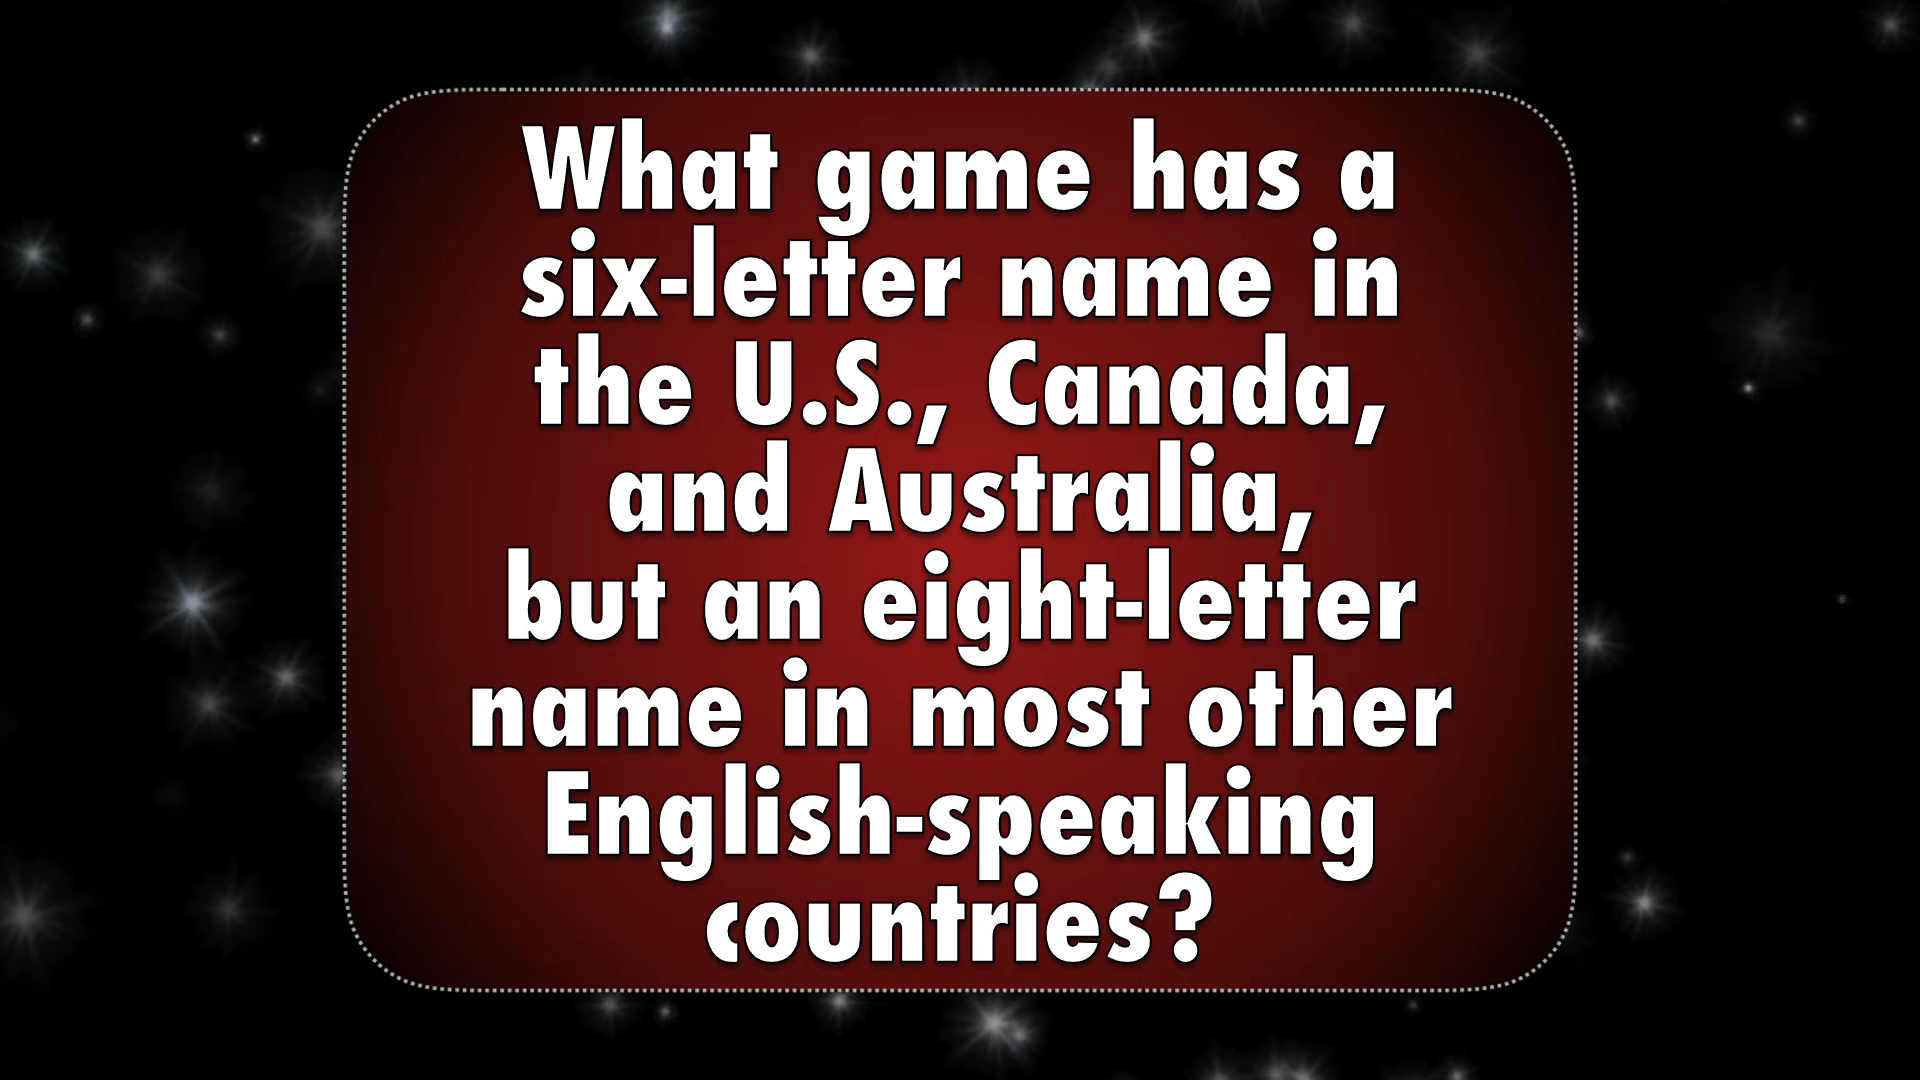 What game has a
six-letter name in
the U.S., Canada,
and Australia,
but an eight-letter
name in most other
English-speaking
countries?